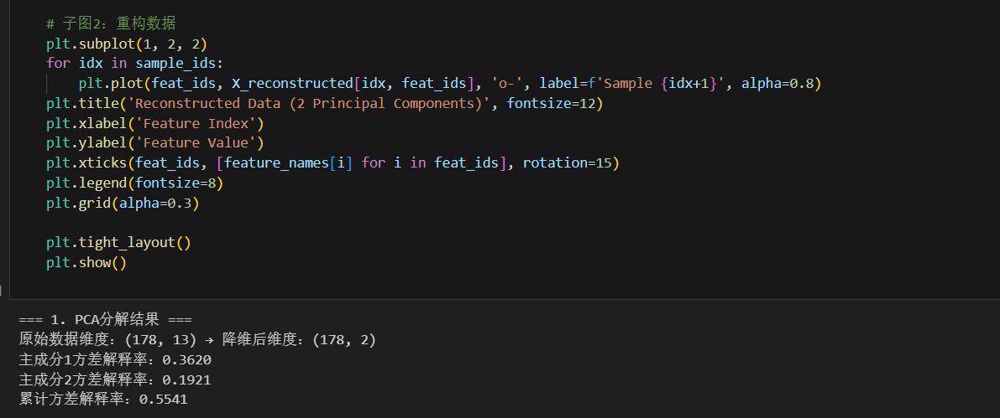 # 子图2：重构数据
plt.subplot(1, 2, 2)
for idx in sample_ids:
    plt.plot(feat_ids, X_reconstructed[idx, feat_ids], 'o-', label=f'Sample {idx+1}', alpha=0.8)
plt.title('Reconstructed Data (2 Principal Components)', fontsize=12)
plt.xlabel('Feature Index')
plt.ylabel('Feature Value')
plt.xticks(feat_ids, [feature_names[i] for i in feat_ids], rotation=15)
plt.legend(fontsize=8)
plt.grid(alpha=0.3)

plt.tight_layout()
plt.show()

=== 1. PCA分解结果 ===
原始数据维度：(178, 13) → 降维后维度：(178, 2)
主成分1方差解释率：0.3620
主成分2方差解释率：0.1921
累计方差解释率：0.5541